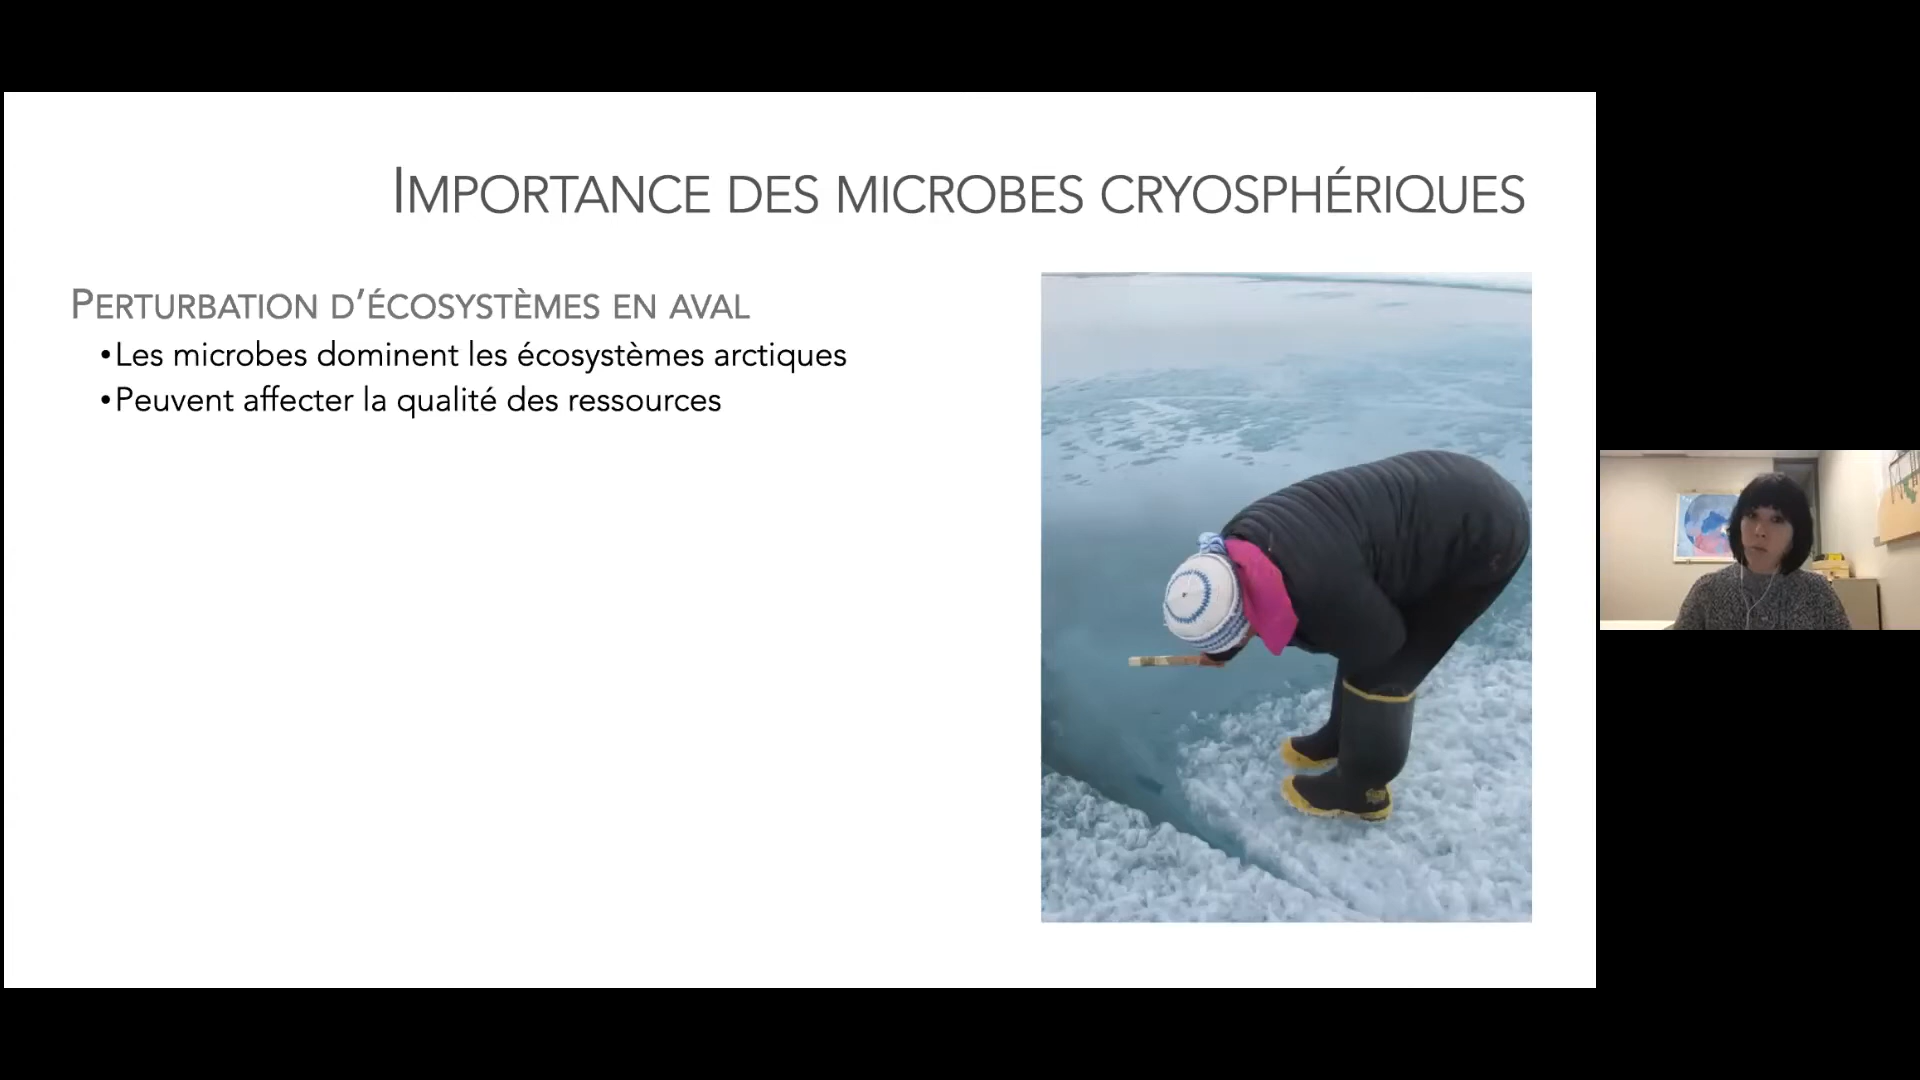 IMPORTANCE DES MICROBES CRYOSPHÉRIQUES
PERTURBATION D’ÉCOSYSTÈMES EN AVAL
•Les microbes dominent les écosystèmes arctiques
•Peuvent affecter la qualité des ressources